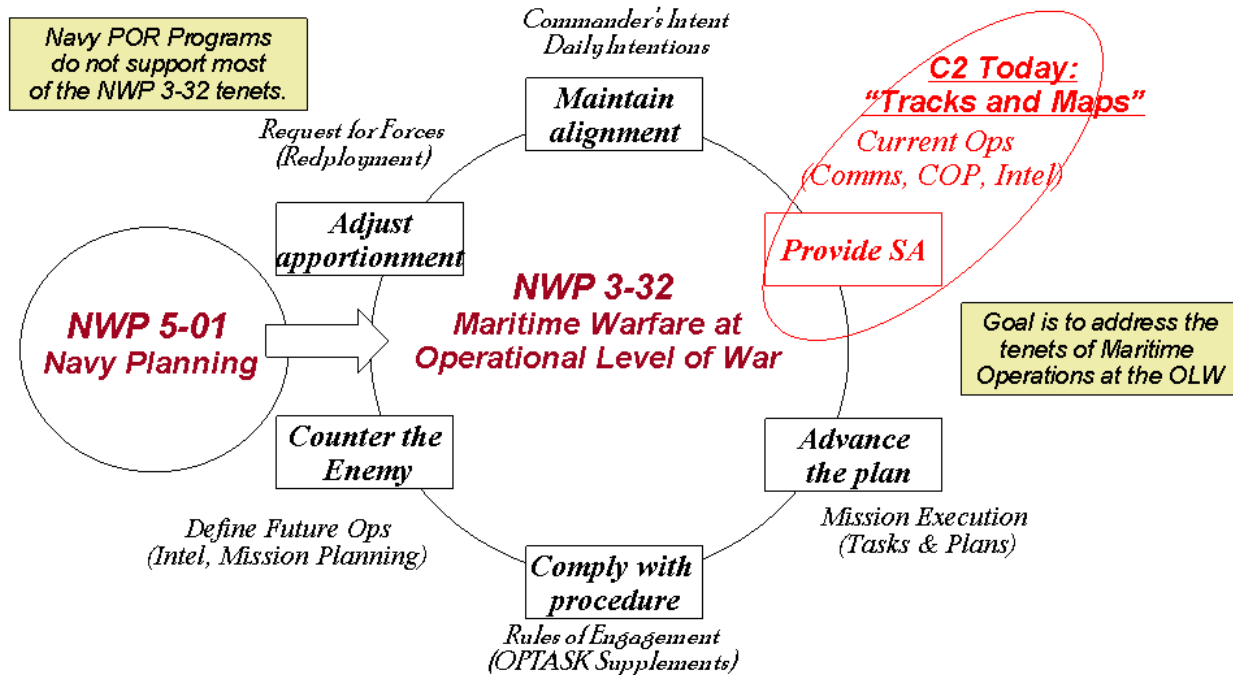 Navy POR Programs
do not support most
of the NWP 3-32 tenets.
Commander's Intent
Daily Intentions
C2 Today:
"Tracks and Maps"
Current Ops
(Comms, COP, Intel)
Maintain
alignment
Request for Forces
(Redployment)
Adjust
apportionment
Provide SA
NWP 5-01
Navy Planning
NWP 3-32
Maritime Warfare at
Operational Level of War
Goal is to address the
tenets of Maritime
Operations at the OLW
Counter the
Enemy
Advance
the plan
Define Future Ops
(Intel, Mission Planning)
Mission Execution
(Tasks & Plans)
Comply with
procedure
Rules of Engagement
(OPTASK Supplements)